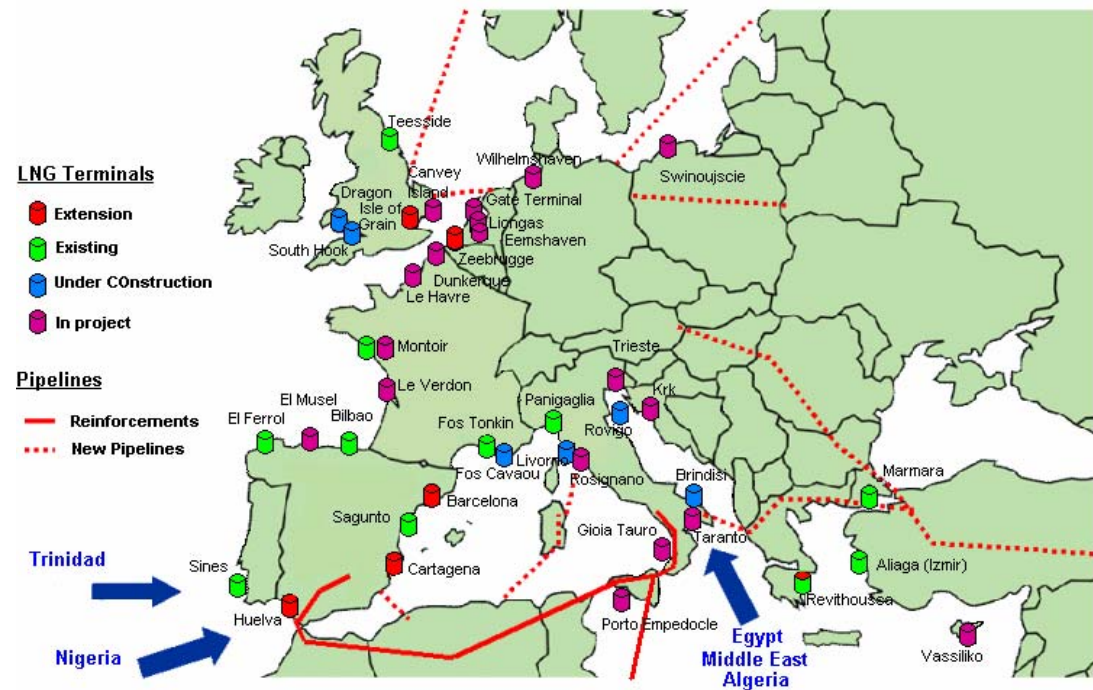 LNG Terminals
Extension
Existing
Under COnstruction
In project
Pipelines
Reinforcements
New Pipelines
Teesside
Canvey
Island
Dragon
Isle of
Grain
South Hook
Wilhelmshaven
Gate Terminal
Liongas
Eemshaven
Zeebrugge
Dunkerque
Le Havre
Swinoujscie
Montoir
Le Verdon
El Musel
El Ferrol
Bilbao
Fos Tonkin
Fos Cavaou
Panigaglia
Livorno
Rosignano
Trieste
Krk
Rovigo
Brindisi
Marmara
Barcelona
Sagunto
Cartagena
Gioia Tauro
Taranto
Aliaga (Izmir)
Revithoussa
Sines
Huelva
Porto Empedocle
Vassiliko
Trinidad
Nigeria
Egypt
Middle East
Algeria